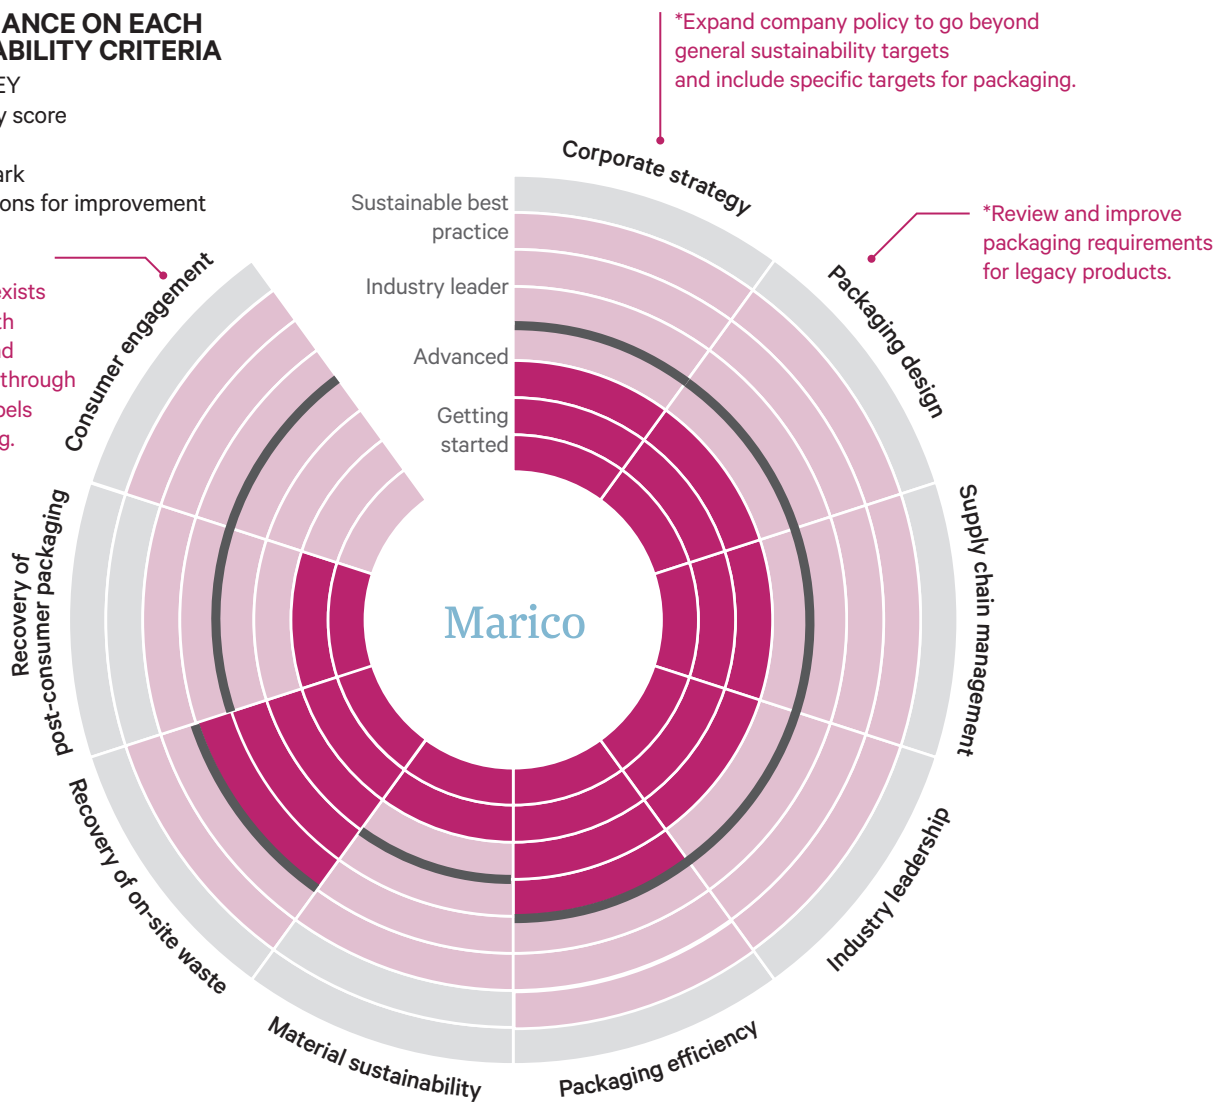 ANCE ON EACH
ABILITY CRITERIA
EY
y score
ark
ons for improvement
*Expand company policy to go beyond
general sustainability targets
and include specific targets for packaging.
*Review and improve
packaging requirements
for legacy products.
exists
th
nd
through
bels
g.
Sustainable best
practice
Industry leader
Advanced
Getting
started
Corporate strategy
Packaging design
Supply chain management
Industry leadership
Packaging efficiency
Material sustainability
Recovery of on-site waste
Recovery of
post-consumer packaging
Consumer engagement
Marico